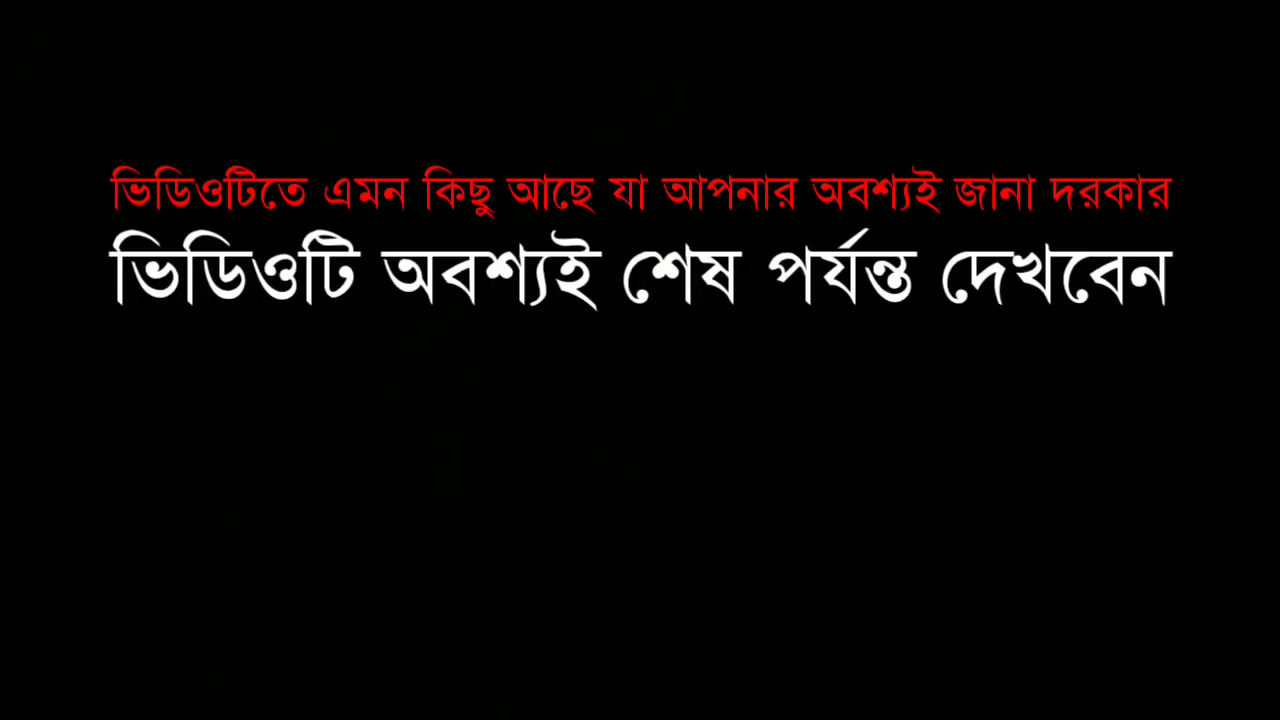 ভিডিওটিতে এমন কিছু আছে যা আপনার অবশ্যই জানা দরকার
ভিডিওটি অবশ্যই শেষ পর্যন্ত দেখবেন